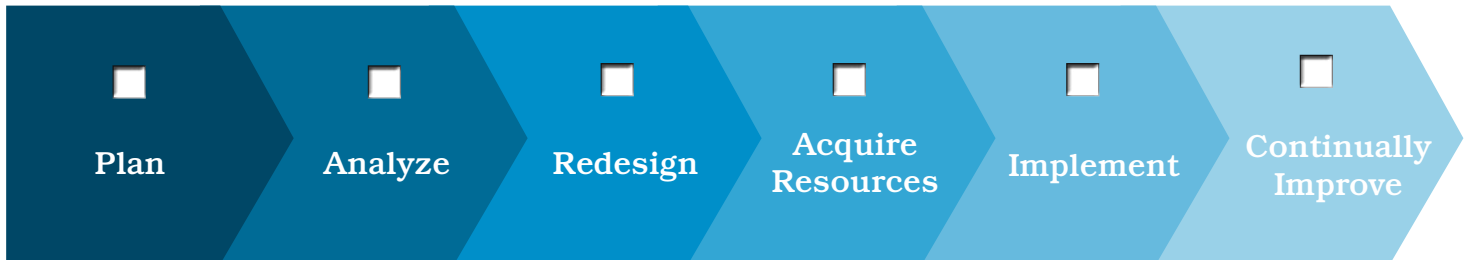 Plan
Analyze
Redesign
Acquire
Resources
Implement
Continually
Improve